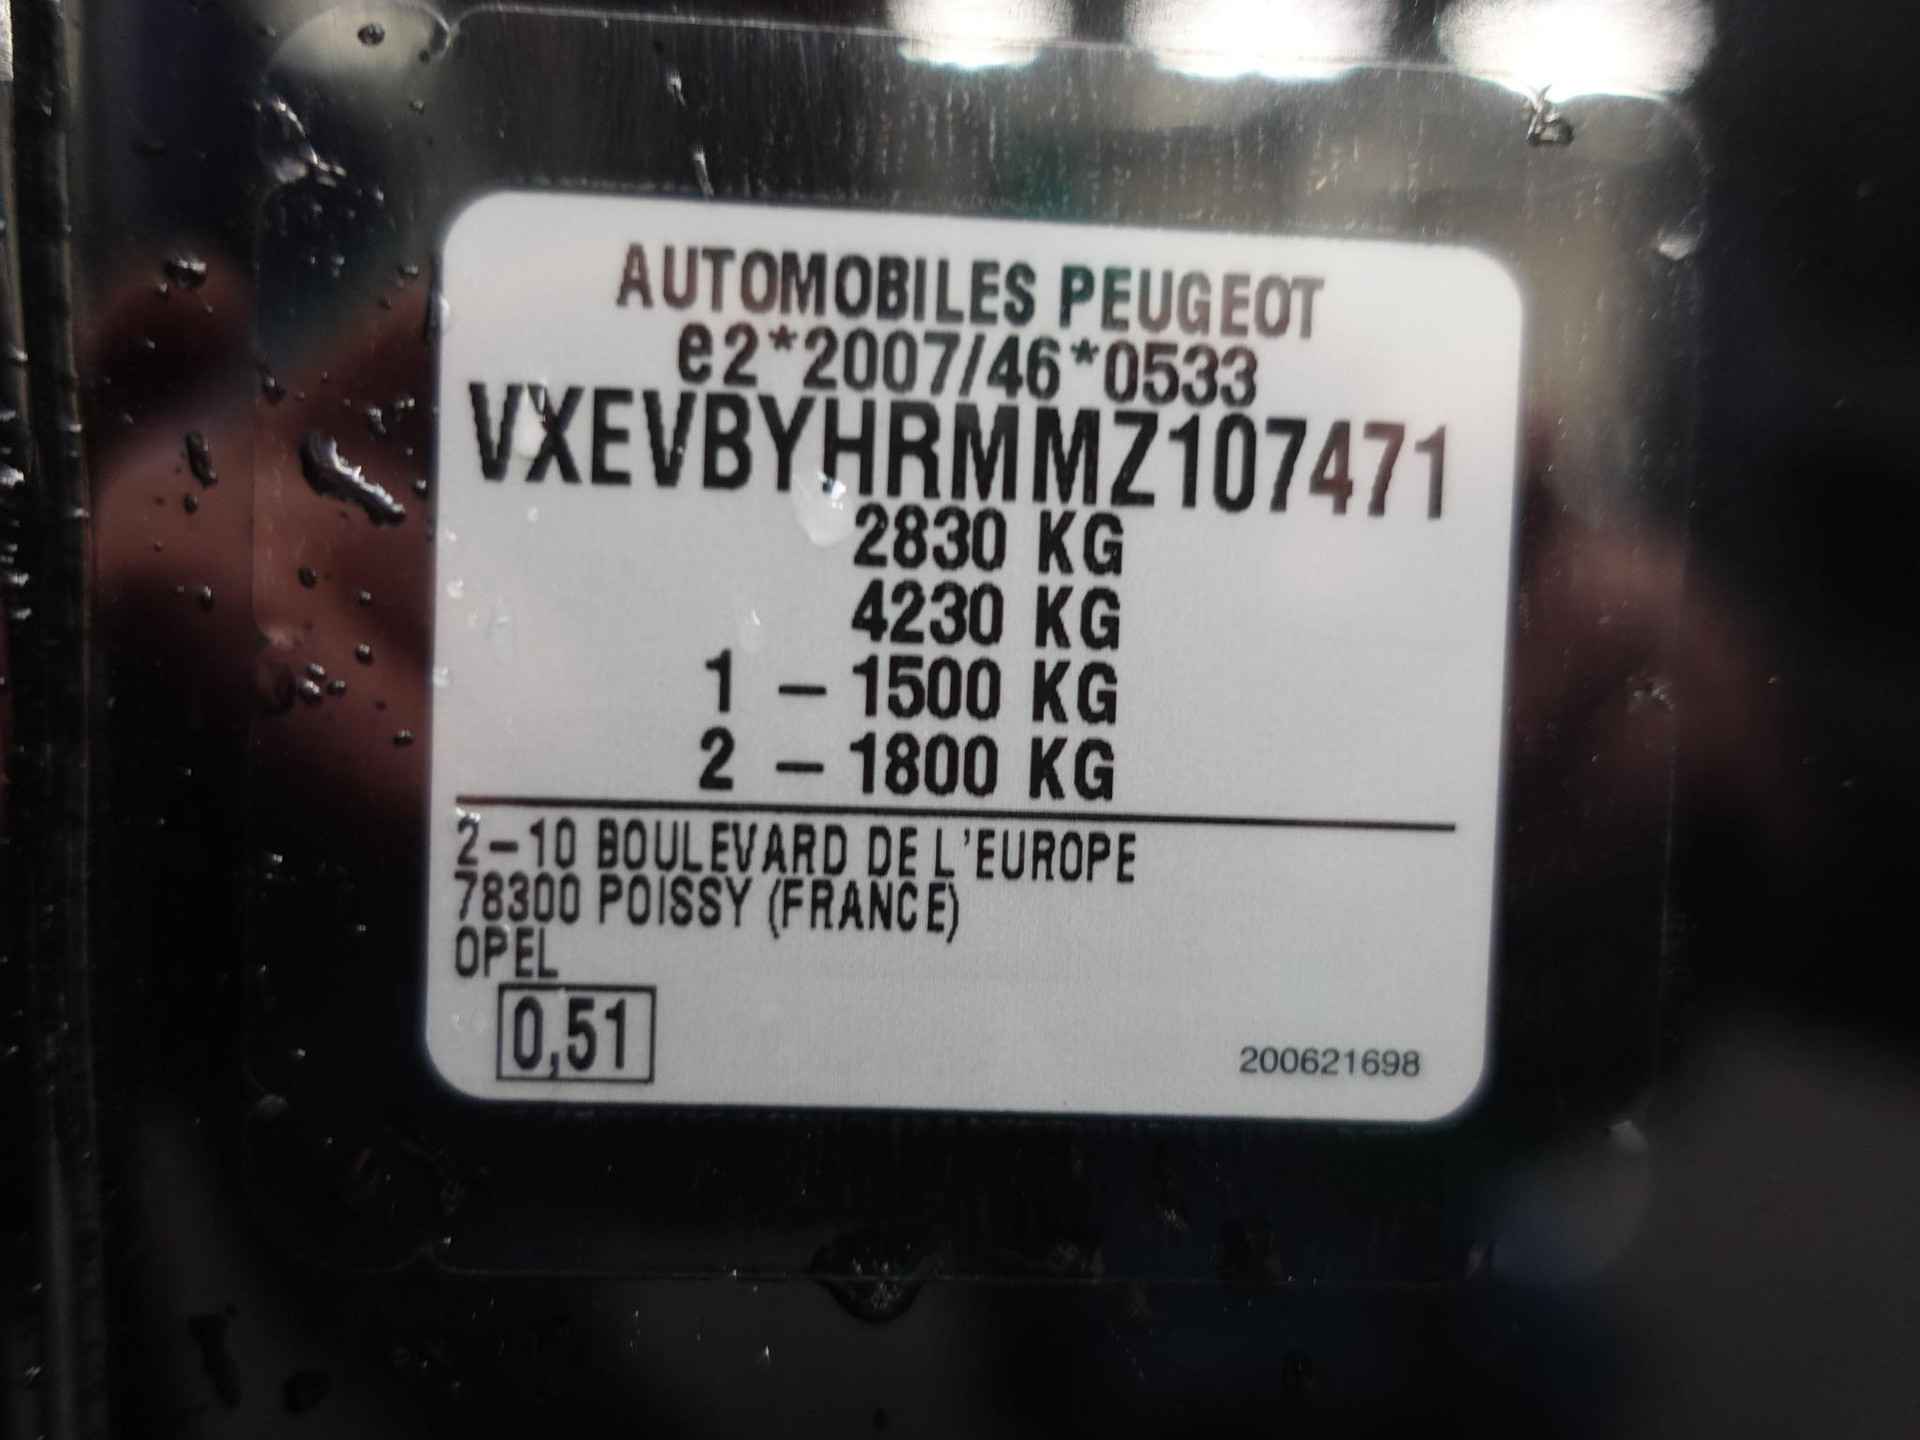 AUTOMOBILES PEUGEOT
e2*2007/46*0533
VXEVBYHRMMZ107471
2830 KG
4230 KG
1 – 1500 KG
2 – 1800 KG
2–10 BOULEVARD DE L'EUROPE
78300 POISSY (FRANCE)
OPEL
0,51
200621698